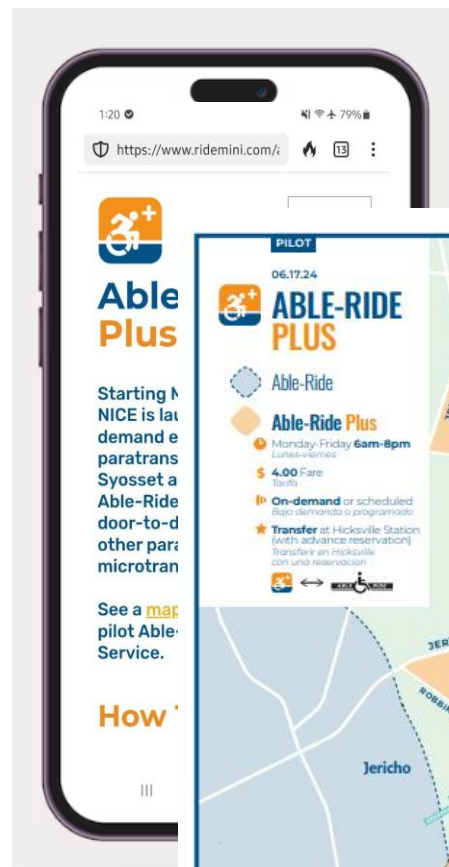 1:20
79%
https://www.ridemini.com/a
13
Able
Plus
Starting M
NICE is lau
demand e
paratrans
Syosset a
Able-Ride
door-to-d
other para
microtran
See a map
pilot Able-
Service.
How T
PILOT
06.17.24
ABLE-RIDE
PLUS
Able-Ride
Able-Ride Plus
Monday-Friday 6am-8pm
Lunes-viernes
$ 4.00 Fare
Tarifa
On-demand or scheduled
Bajo demanda o programado
Transfer at Hicksville Station
(with advance reservation)
Transferir en Hicksville
con una reservacion
JER
ROBBIN
Jericho